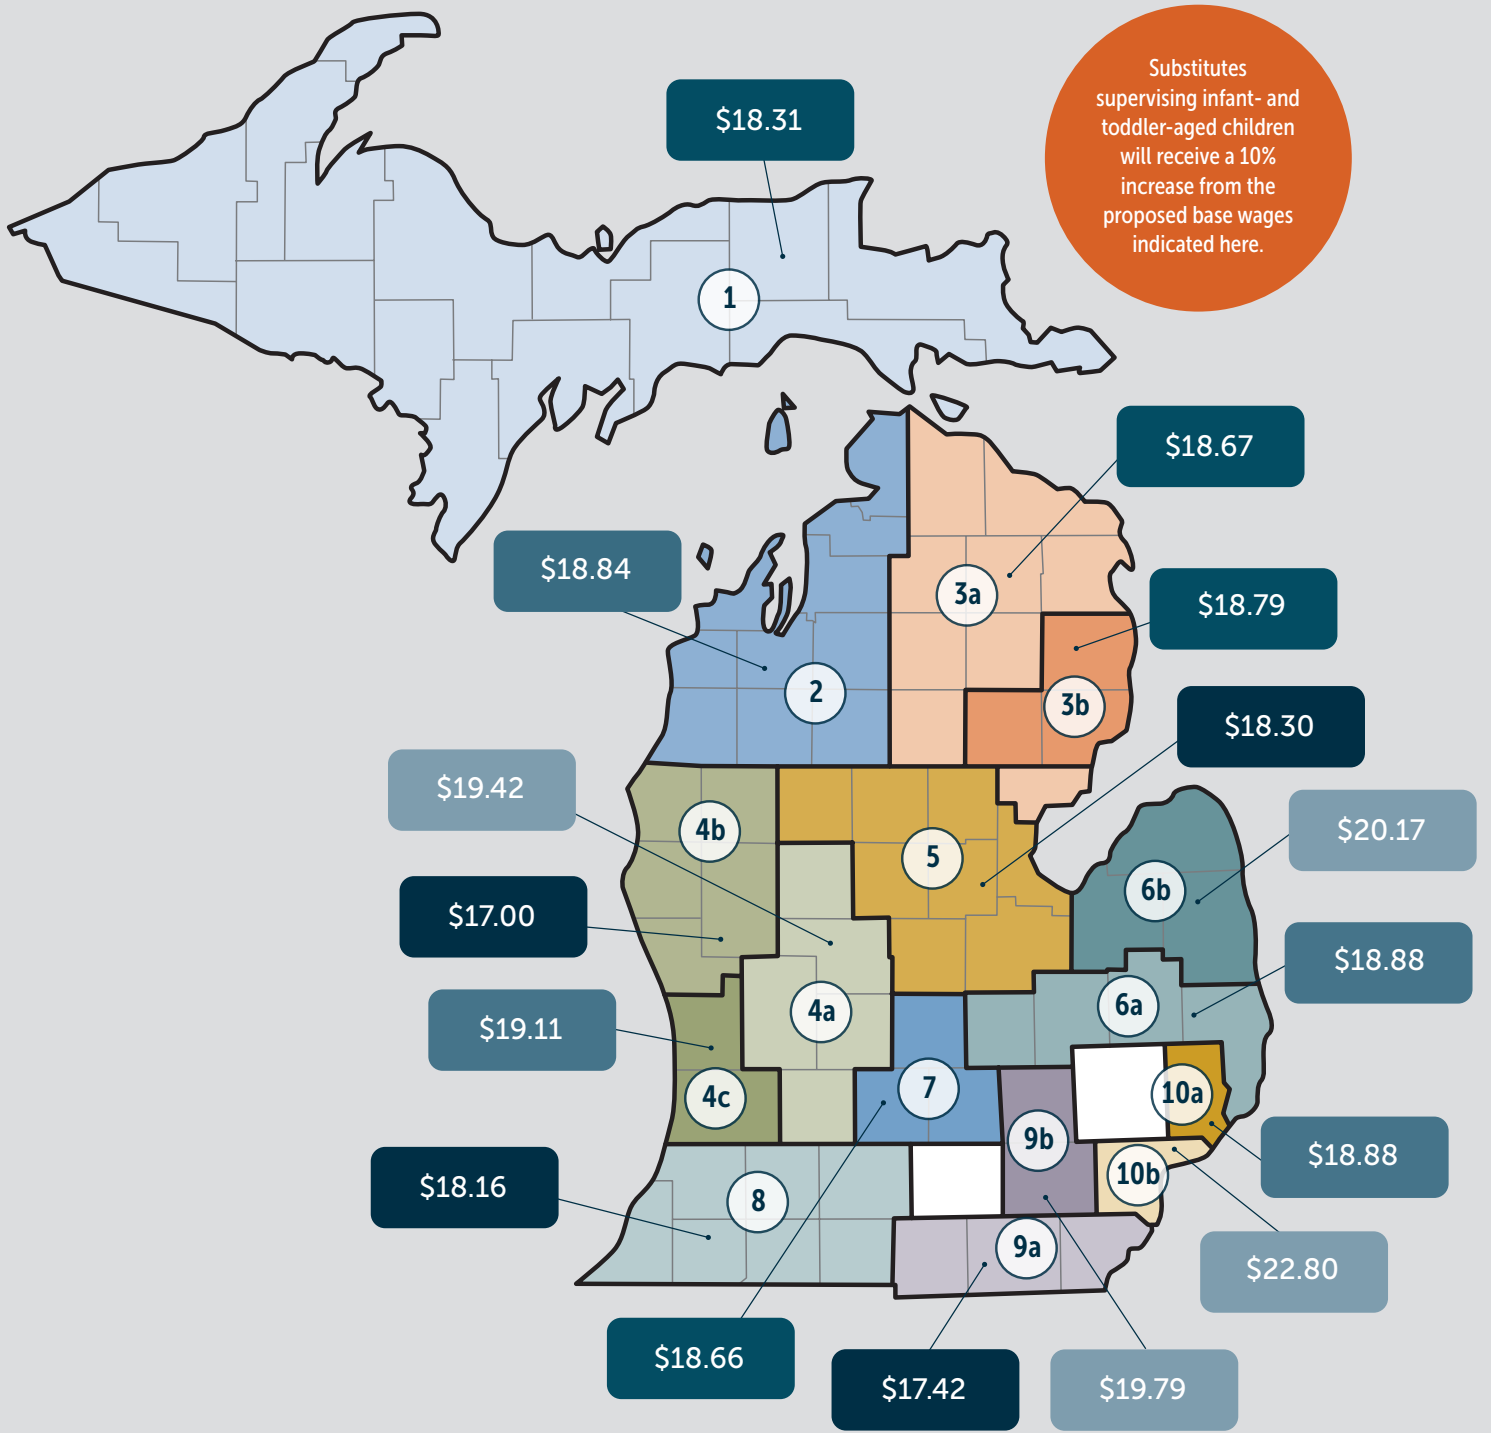 Substitutes
supervising infant- and
toddler-aged children
will receive a 10%
increase from the
proposed base wages
indicated here.
$18.31
1
$18.67
$18.84
3a
$18.79
2
3b
$18.30
$19.42
4b
5
$20.17
6b
$17.00
$18.88
4a
6a
$19.11
7
10a
4c
9b
$18.88
10b
$18.16
8
9a
$22.80
$18.66
$17.42
$19.79